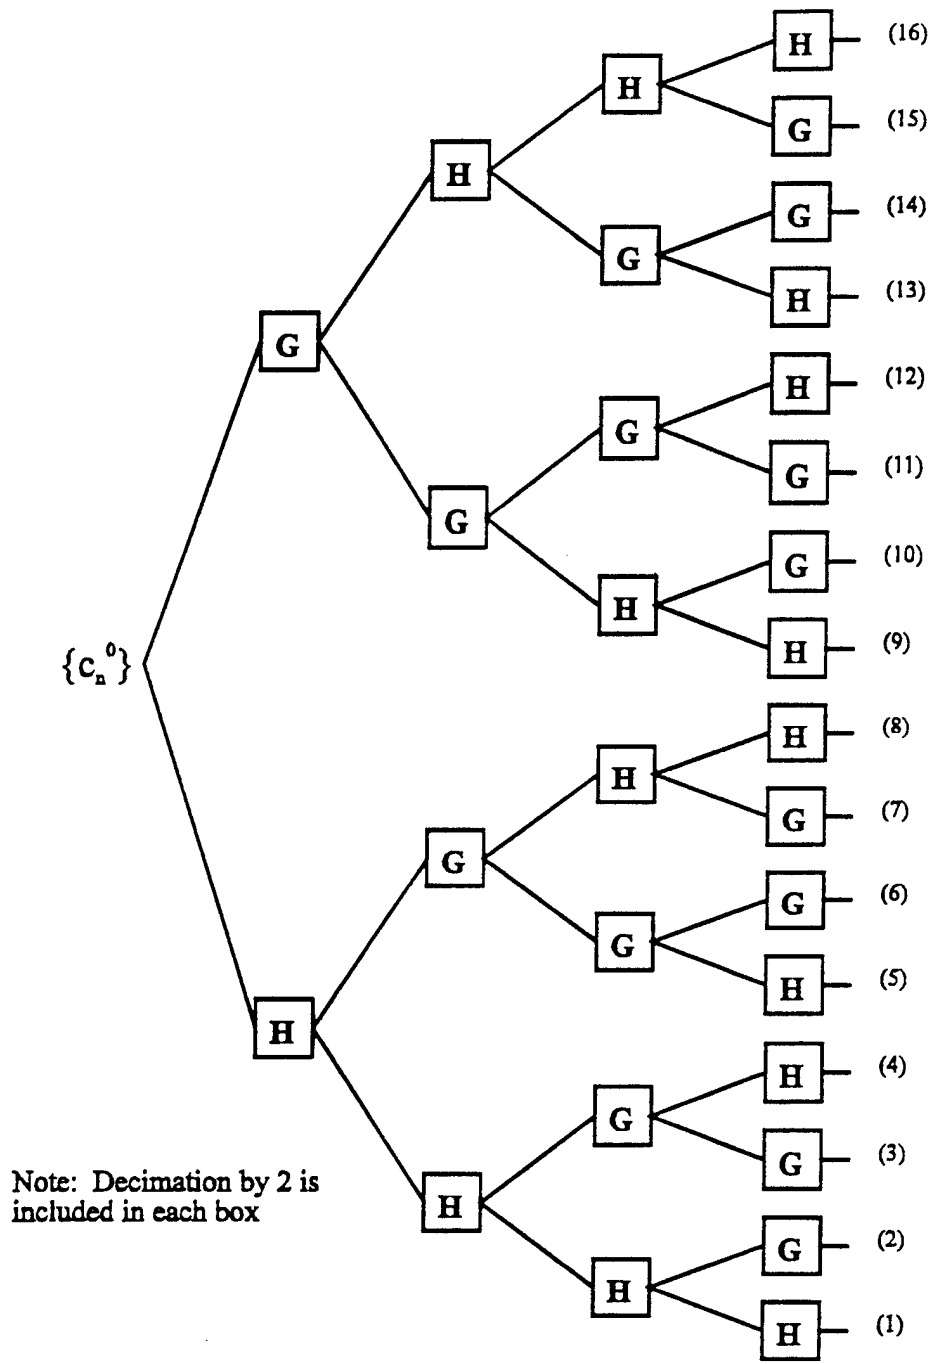 H (16)
H
G (15)
H
G (14)
G
H (13)
G
H (12)
G
G (11)
G
G (10)
H
H (9)
{c_n^0}
H (8)
H
G (7)
G
G (6)
G
H (5)
H
H (4)
G
G (3)
Note: Decimation by 2 is
included in each box
H
G (2)
H
H (1)